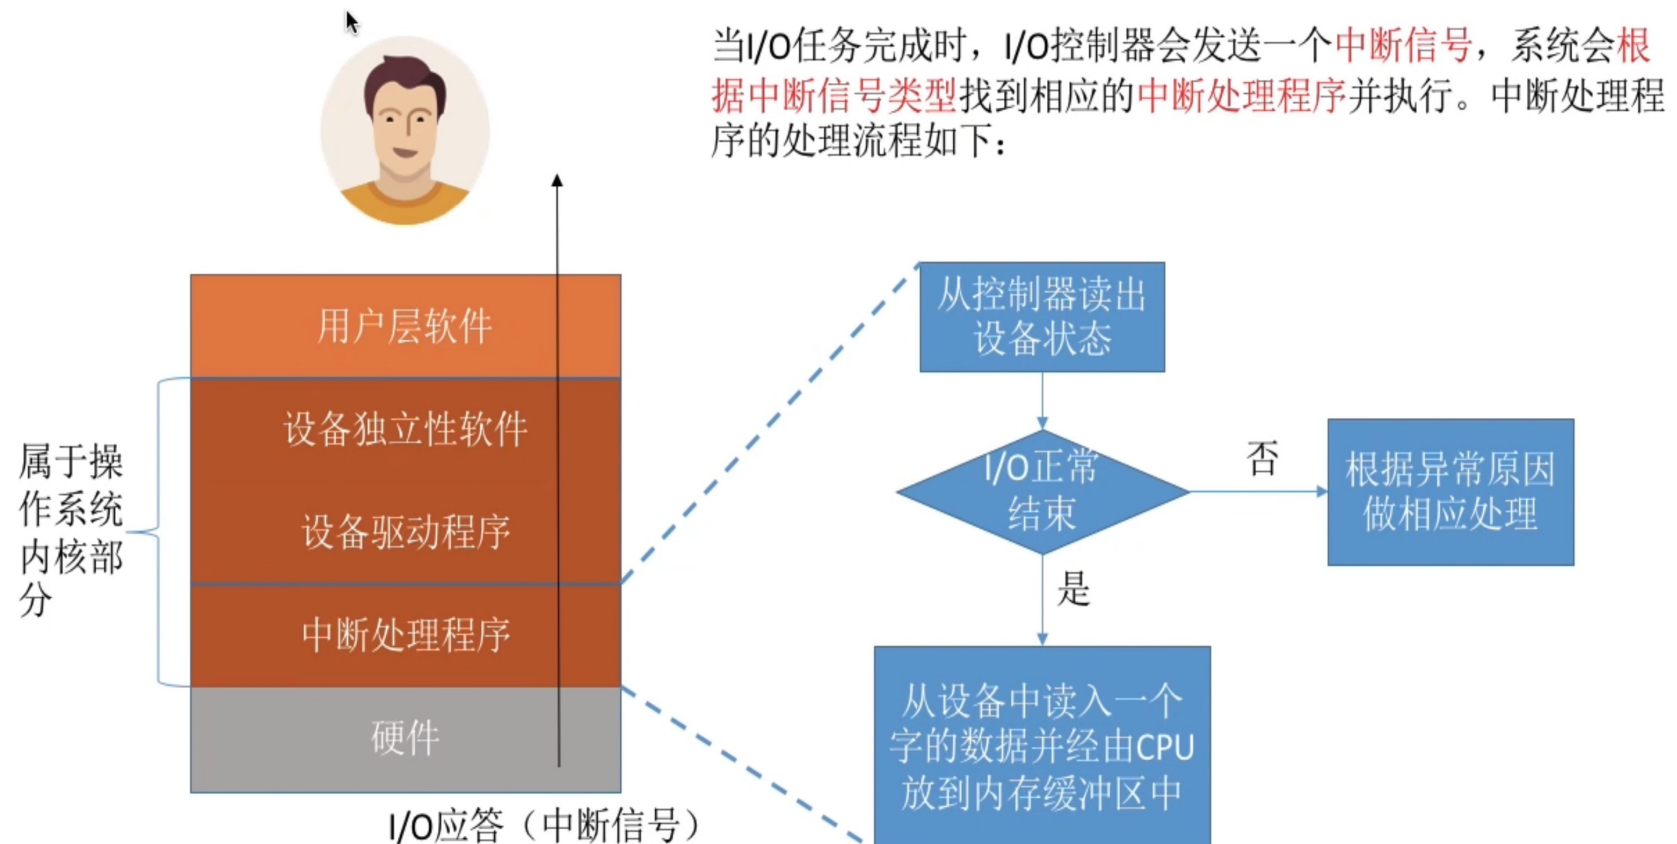 当I/O任务完成时，I/O控制器会发送一个中断信号，系统会根
据中断信号类型找到相应的中断处理程序并执行。中断处理程
序的处理流程如下：
用户层软件
设备独立性软件
设备驱动程序
中断处理程序
硬件
属于操
作系统
内核部
分
I/O应答（中断信号）
从控制器读出
设备状态
I/O正常
结束
否
根据异常原因
做相应处理
是
从设备中读入一个
字的数据并经由CPU
放到内存缓冲区中